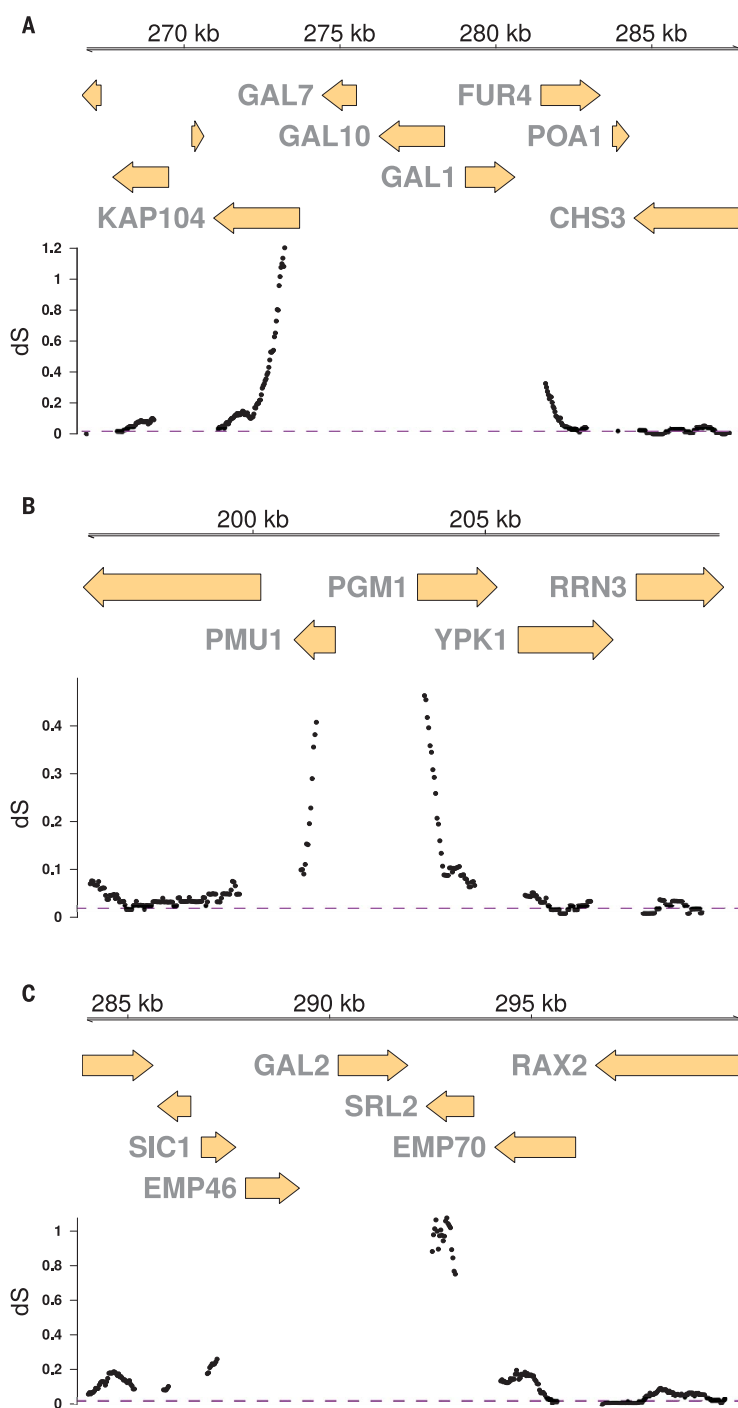 A
270 kb 275 kb 280 kb 285 kb
GAL7 FUR4
GAL10 POA1
GAL1
KAP104 CHS3
1.2
1
0.8
0.6
0.4
0.2
0
dS
B
200 kb 205 kb
PGM1 RRN3
PMU1 YPK1
0.4
0.3
0.2
0.1
0
dS
C
285 kb 290 kb 295 kb
GAL2 RAX2
SRL2
SIC1 EMP70
EMP46
1
0.8
0.6
0.4
0.2
0
dS